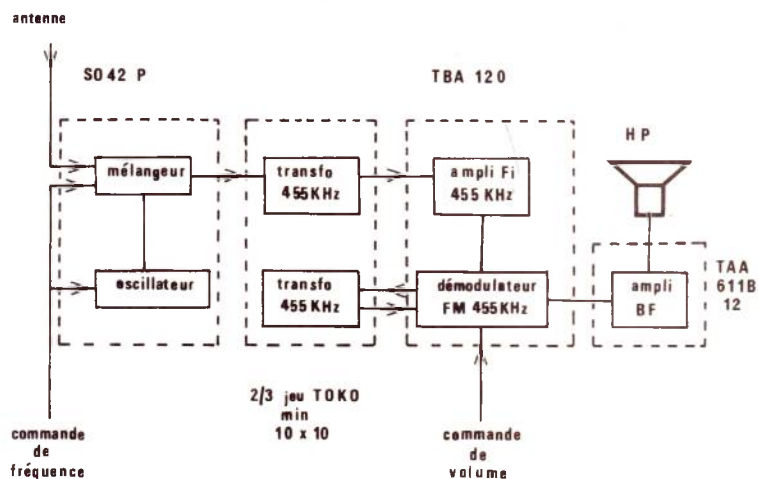 antenne
SO42 P
TBA 120
HP
mélangeur
transfo
455KHz
ampli Fi
455 KHz
oscillateur
transfo
455KHz
démodulateur
FM 455KHz
ampli
BF
TAA
611B
12
2/3 jeu TOKO
min
10 x 10
commande
de
fréquence
commande
de
volume